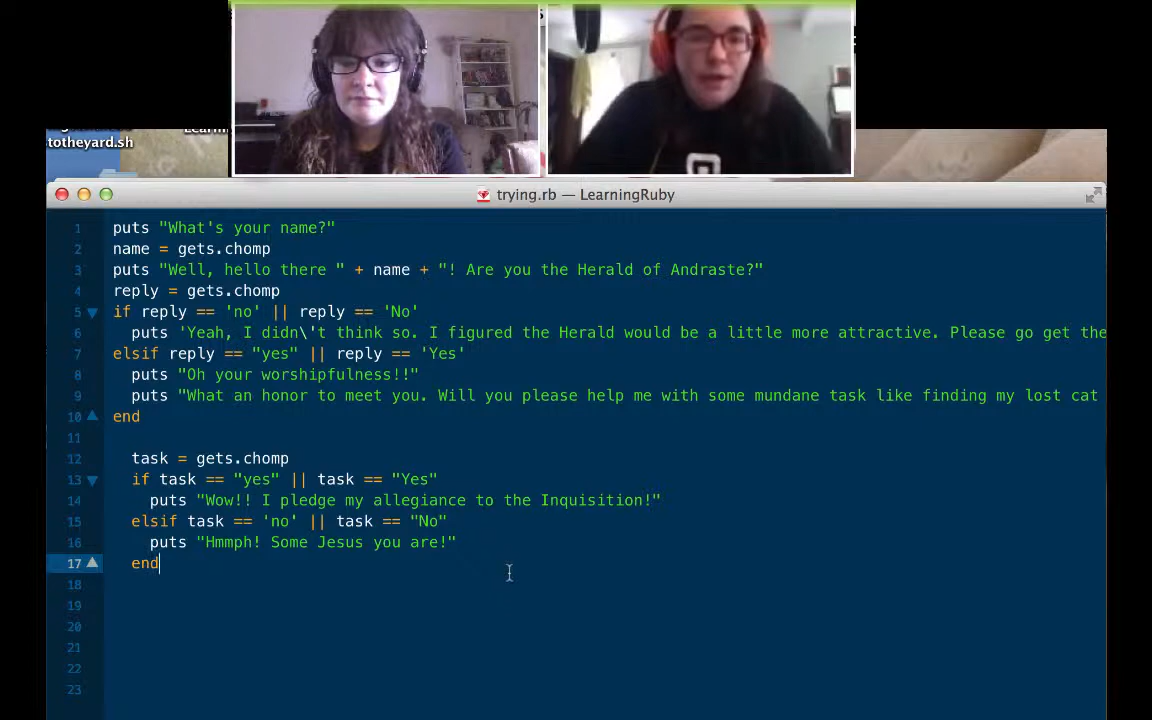 totheyard.sh
trying.rb — LearningRuby
1 puts "What's your name?"
2 name = gets.chomp
3 puts "Well, hello there " + name + "! Are you the Herald of Andraste?"
4 reply = gets.chomp
5 if reply == 'no' || reply == 'No'
6 puts 'Yeah, I didn\'t think so. I figured the Herald would be a little more attractive. Please go get the
7 elsif reply == "yes" || reply == 'Yes'
8 puts "Oh your worshipfulness!!"
9 puts "What an honor to meet you. Will you please help me with some mundane task like finding my lost cat
10 end
11
12 task = gets.chomp
13 if task == "yes" || task == "Yes"
14 puts "Wow!! I pledge my allegiance to the Inquisition!"
15 elsif task == 'no' || task == "No"
16 puts "Hmmph! Some Jesus you are!"
17 end
18
19
20
21
22
23